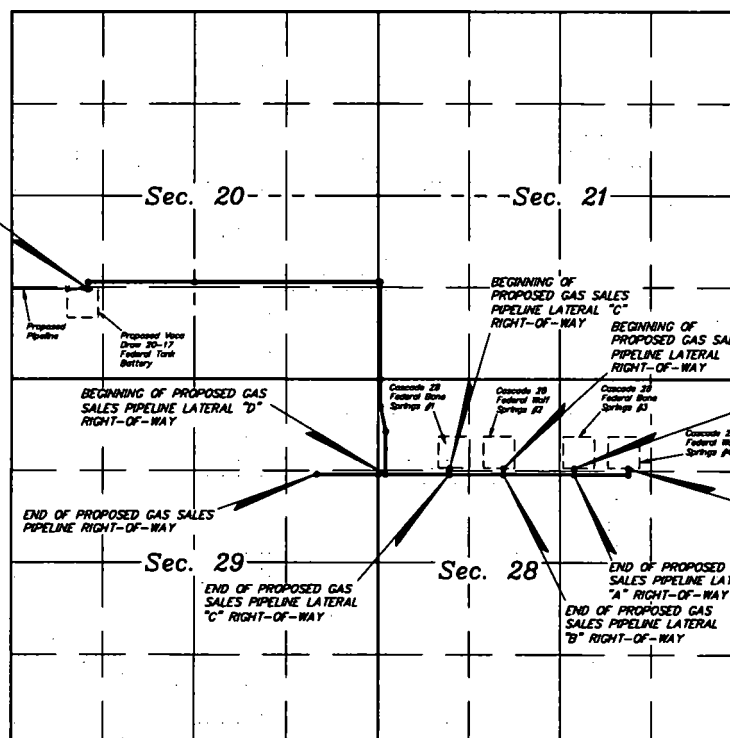 Sec. 20
Sec. 21
BEGINNING OF
PROPOSED GAS SALES
PIPELINE LATERAL "C"
RIGHT-OF-WAY
BEGINNING OF
PROPOSED GAS SAL
PIPELINE LATERAL
RIGHT-OF-WAY
Proposed
Pipeline
Proposed Vaca
Draw 20-17
Federal Tank
Battery
BEGINNING OF PROPOSED GAS
SALES PIPELINE LATERAL "D"
RIGHT-OF-WAY
Cascade 28
Federal Bone
Springs #1
Cascade 28
Federal Wolf
Springs #2
Cascade 28
Federal Bone
Springs #3
Cascade 2
Federal W
Springs #
END OF PROPOSED GAS SALES
PIPELINE RIGHT-OF-WAY
Sec. 29
Sec. 28
END OF PROPOSED GAS
SALES PIPELINE LATERAL
"C" RIGHT-OF-WAY
END OF PROPOSED
SALES PIPELINE LAT
"A" RIGHT-OF-WAY
END OF PROPOSED GAS
SALES PIPELINE LATERAL
"B" RIGHT-OF-WAY